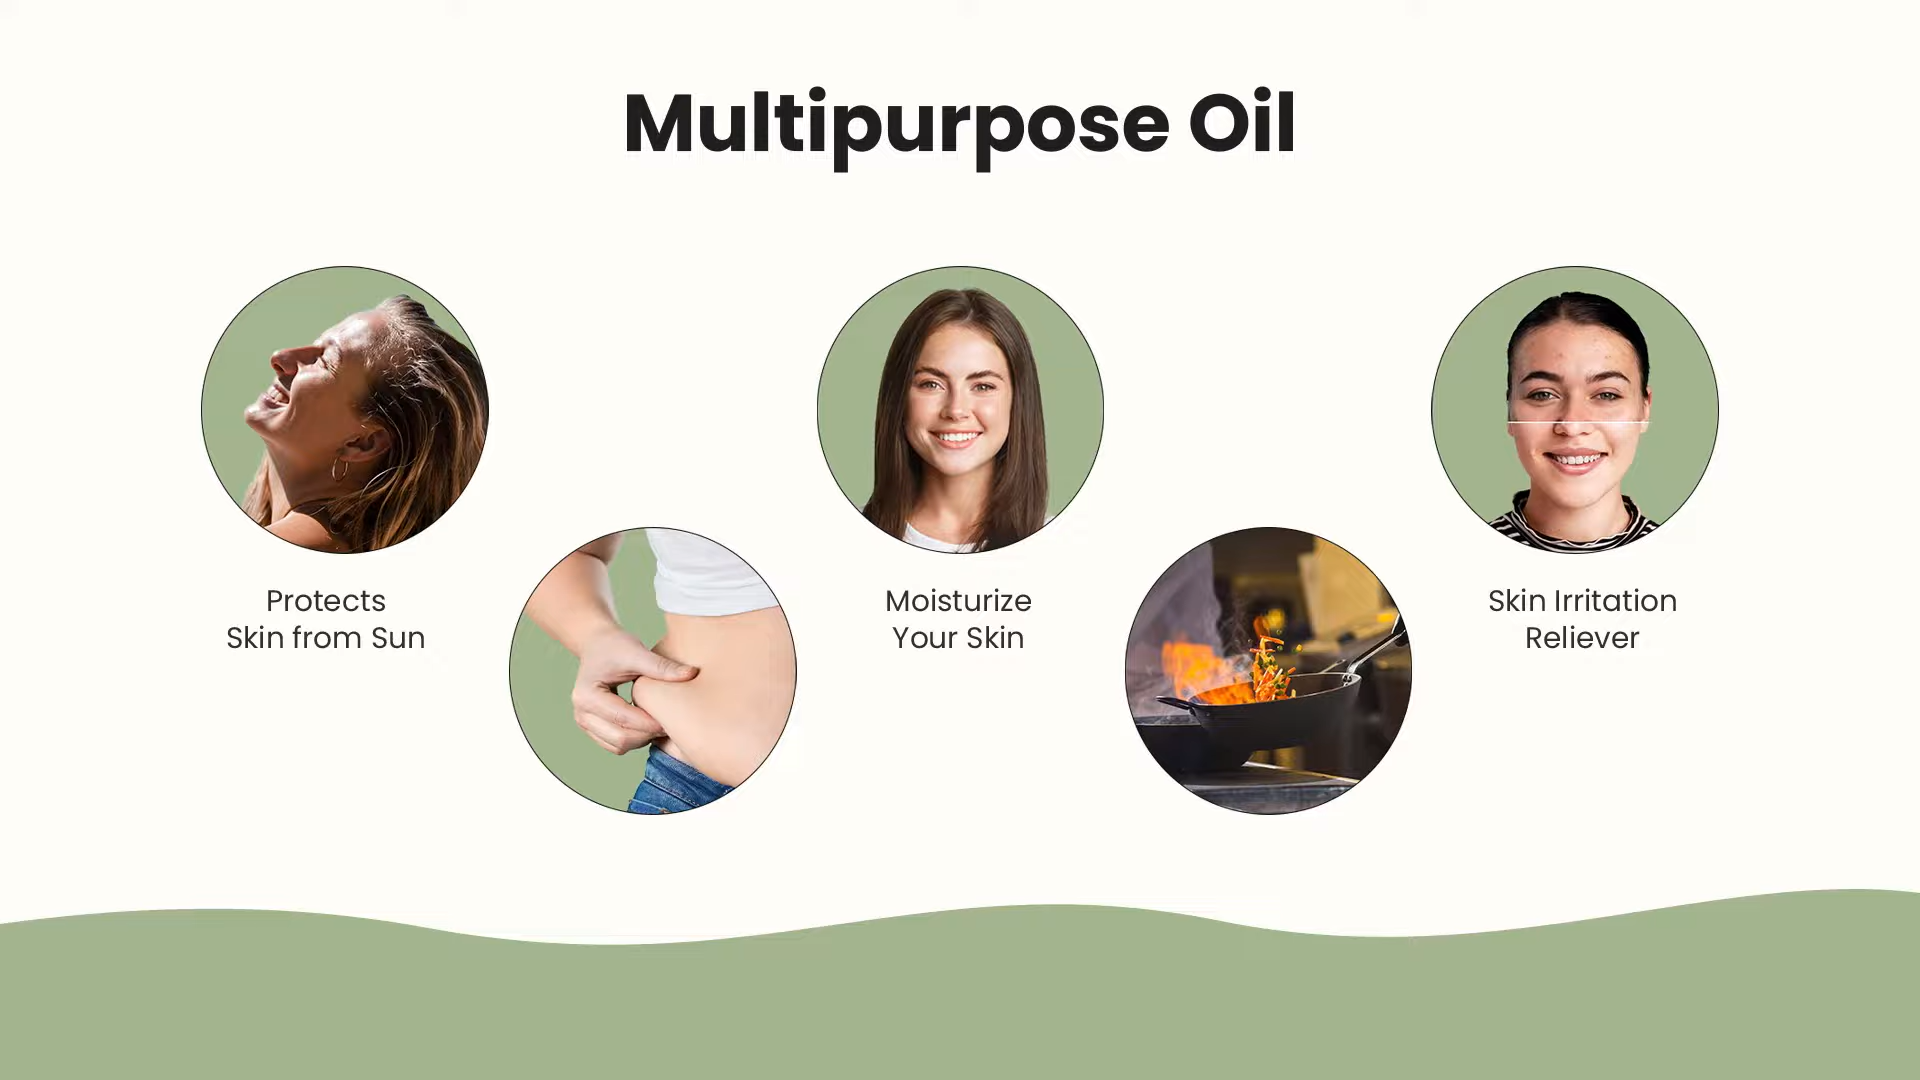 Multipurpose Oil
Protects
Skin from Sun
Moisturize
Your Skin
Skin Irritation
Reliever